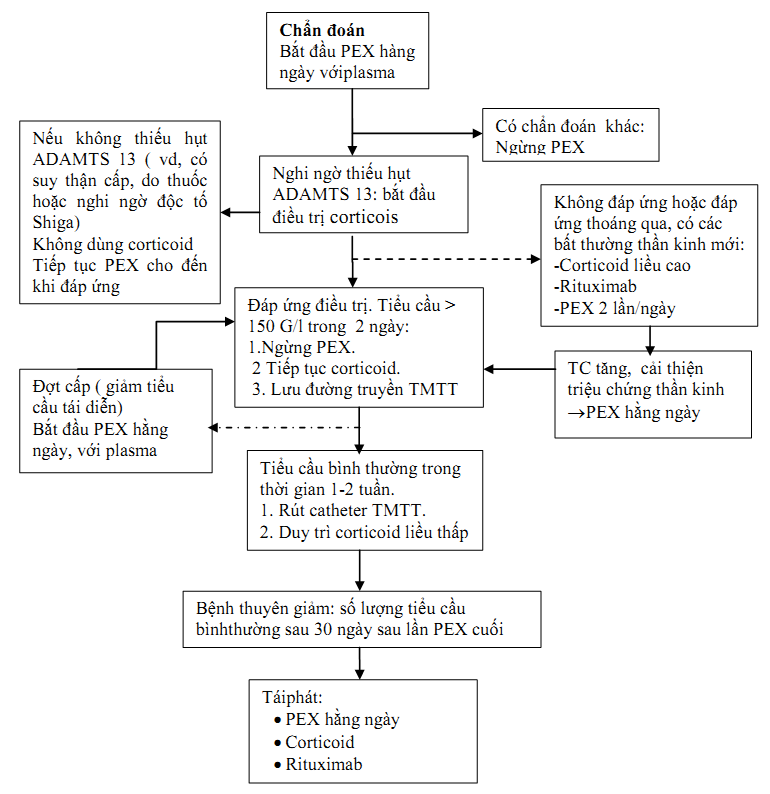 Chẩn đoán
Bắt đầu PEX hàng
ngày vớiplasma
Có chẩn đoán khác:
Ngừng PEX
Nếu không thiếu hụt
ADAMTS 13 ( vd, có
suy thận cấp, do thuốc
hoặc nghi ngờ độc tố
Shiga)
Không dùng corticoid
Tiếp tục PEX cho đến
khi đáp ứng
Nghi ngờ thiếu hụt
ADAMTS 13: bắt đầu
điều trị corticois
Không đáp ứng hoặc đáp
ứng thoáng qua, có các
bất thường thần kinh mới:
-Corticoid liều cao
-Rituximab
-PEX 2 lần/ngày
Đáp ứng điều trị. Tiểu cầu >
150 G/l trong 2 ngày:
1.Ngừng PEX.
2 Tiếp tục corticoid.
3. Lưu đường truyền TMTT
TC tăng, cải thiện
triệu chứng thần kinh
→PEX hằng ngày
Đợt cấp ( giảm tiểu
cầu tái diễn)
Bắt đầu PEX hằng
ngày, với plasma
Tiểu cầu bình thường trong
thời gian 1-2 tuần.
1. Rút catheter TMTT.
2. Duy trì corticoid liều thấp
Bệnh thuyên giảm: số lượng tiểu cầu
bìnhthường sau 30 ngày sau lần PEX cuối
Táiphát:
• PEX hằng ngày
• Corticoid
• Rituximab